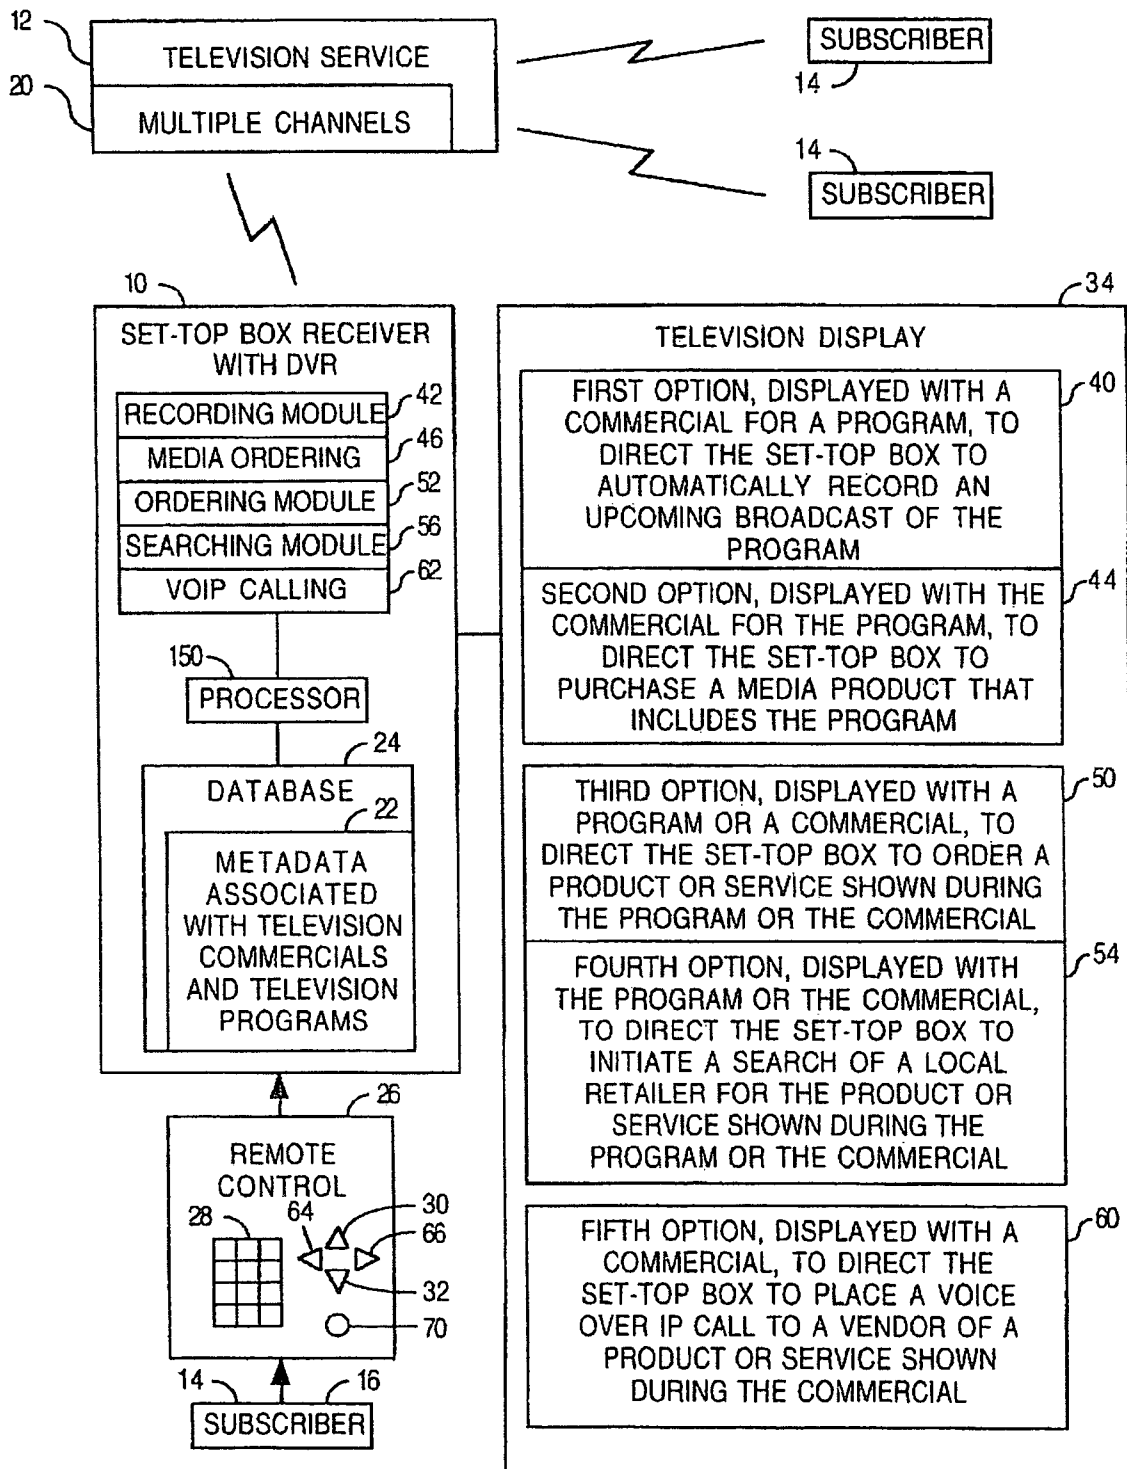 12
TELEVISION SERVICE
20
MULTIPLE CHANNELS
SUBSCRIBER
14
14
SUBSCRIBER
10
SET-TOP BOX RECEIVER
WITH DVR
RECORDING MODULE
42
MEDIA ORDERING
46
ORDERING MODULE
52
SEARCHING MODULE
56
VOIP CALLING
62
150
PROCESSOR
24
DATABASE
22
METADATA
ASSOCIATED
WITH TELEVISION
COMMERCIALS
AND TELEVISION
PROGRAMS
26
REMOTE
CONTROL
28
64
30
66
32
70
14
16
SUBSCRIBER
34
TELEVISION DISPLAY
40
FIRST OPTION, DISPLAYED WITH A
COMMERCIAL FOR A PROGRAM, TO
DIRECT THE SET-TOP BOX TO
AUTOMATICALLY RECORD AN
UPCOMING BROADCAST OF THE
PROGRAM
44
SECOND OPTION, DISPLAYED WITH THE
COMMERCIAL FOR THE PROGRAM, TO
DIRECT THE SET-TOP BOX TO
PURCHASE A MEDIA PRODUCT THAT
INCLUDES THE PROGRAM
50
THIRD OPTION, DISPLAYED WITH A
PROGRAM OR A COMMERCIAL, TO
DIRECT THE SET-TOP BOX TO ORDER A
PRODUCT OR SERVICE SHOWN DURING
THE PROGRAM OR THE COMMERCIAL
54
FOURTH OPTION, DISPLAYED WITH
THE PROGRAM OR THE COMMERCIAL,
TO DIRECT THE SET-TOP BOX TO
INITIATE A SEARCH OF A LOCAL
RETAILER FOR THE PRODUCT OR
SERVICE SHOWN DURING THE
PROGRAM OR THE COMMERCIAL
60
FIFTH OPTION, DISPLAYED WITH A
COMMERCIAL, TO DIRECT THE
SET-TOP BOX TO PLACE A VOICE
OVER IP CALL TO A VENDOR OF A
PRODUCT OR SERVICE SHOWN
DURING THE COMMERCIAL